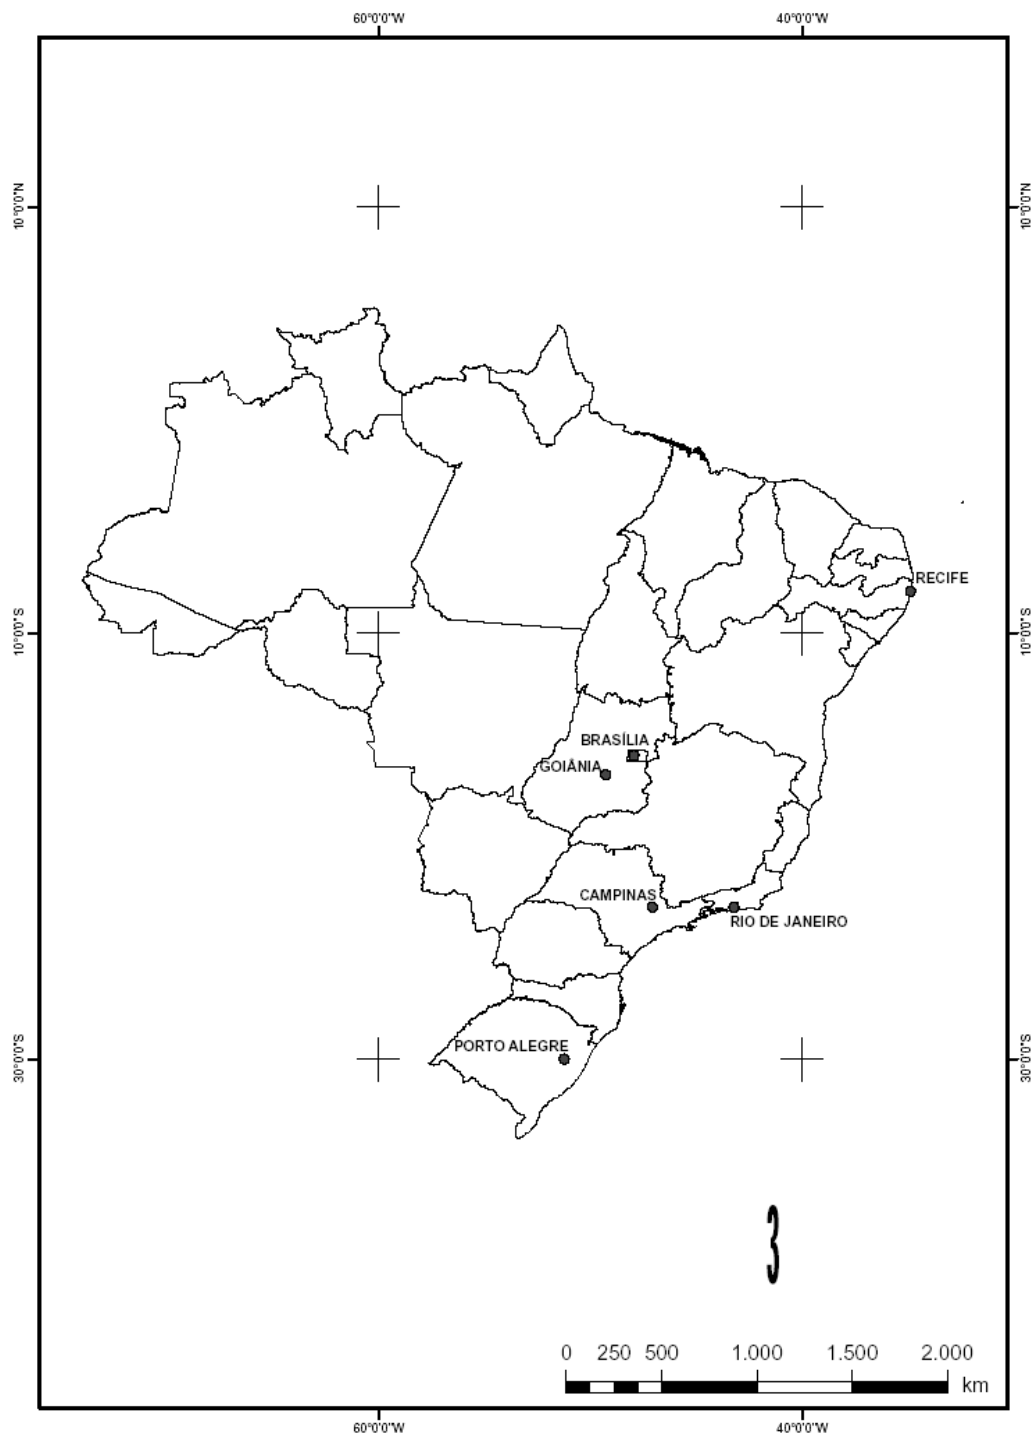 60°0'0"W 40°0'0"W
10°0'0"N 10°0'0"N
RECIFE
10°0'0"S 10°0'0"S
BRASÍLIA
GOIÂNIA
CAMPINAS
RIO DE JANEIRO
PORTO ALEGRE
30°0'0"S 30°0'0"S
3
0 250 500 1.000 1.500 2.000
km
60°0'0"W 40°0'0"W